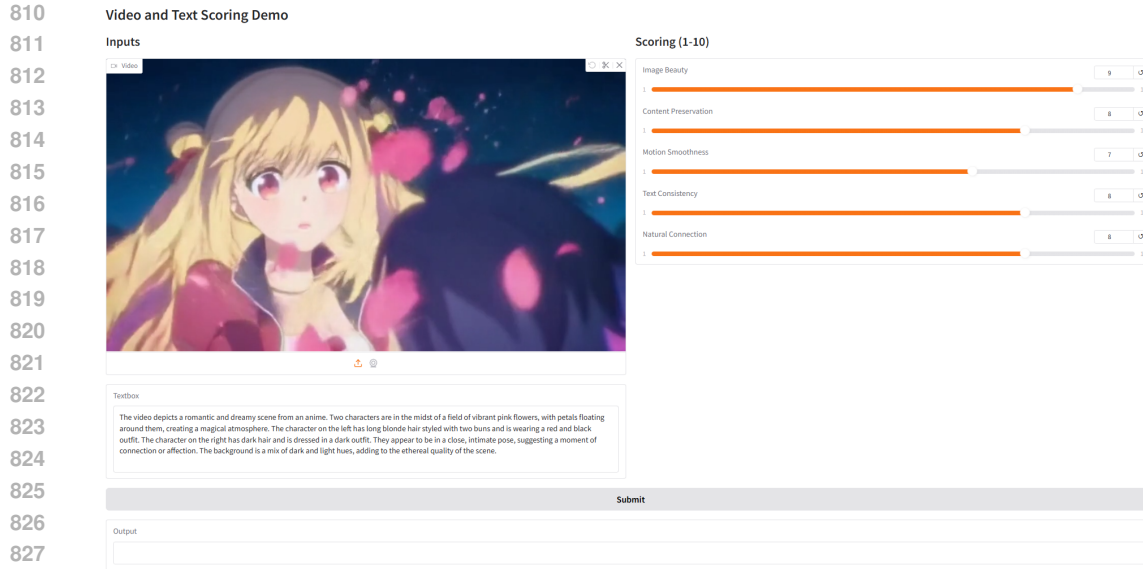 810
811
812
813
814
815
816
817
818
819
820
821
822
823
824
825
826
827
Video and Text Scoring Demo
Inputs
Video
Textbox
The video depicts a romantic and dreamy scene from an anime. Two characters are in the midst of a field of vibrant pink flowers, with petals floating
around them, creating a magical atmosphere. The character on the left has long blonde hair styled with two buns and is wearing a red and black
outfit. The character on the right has dark hair and is dressed in a dark outfit. They appear to be in a close, intimate pose, suggesting a moment of
connection or affection. The background is a mix of dark and light hues, adding to the ethereal quality of the scene.
Scoring (1-10)
Image Beauty
9
1
Content Preservation
8
1
Motion Smoothness
7
1
Text Consistency
8
1
Natural Connection
8
1
Submit
Output